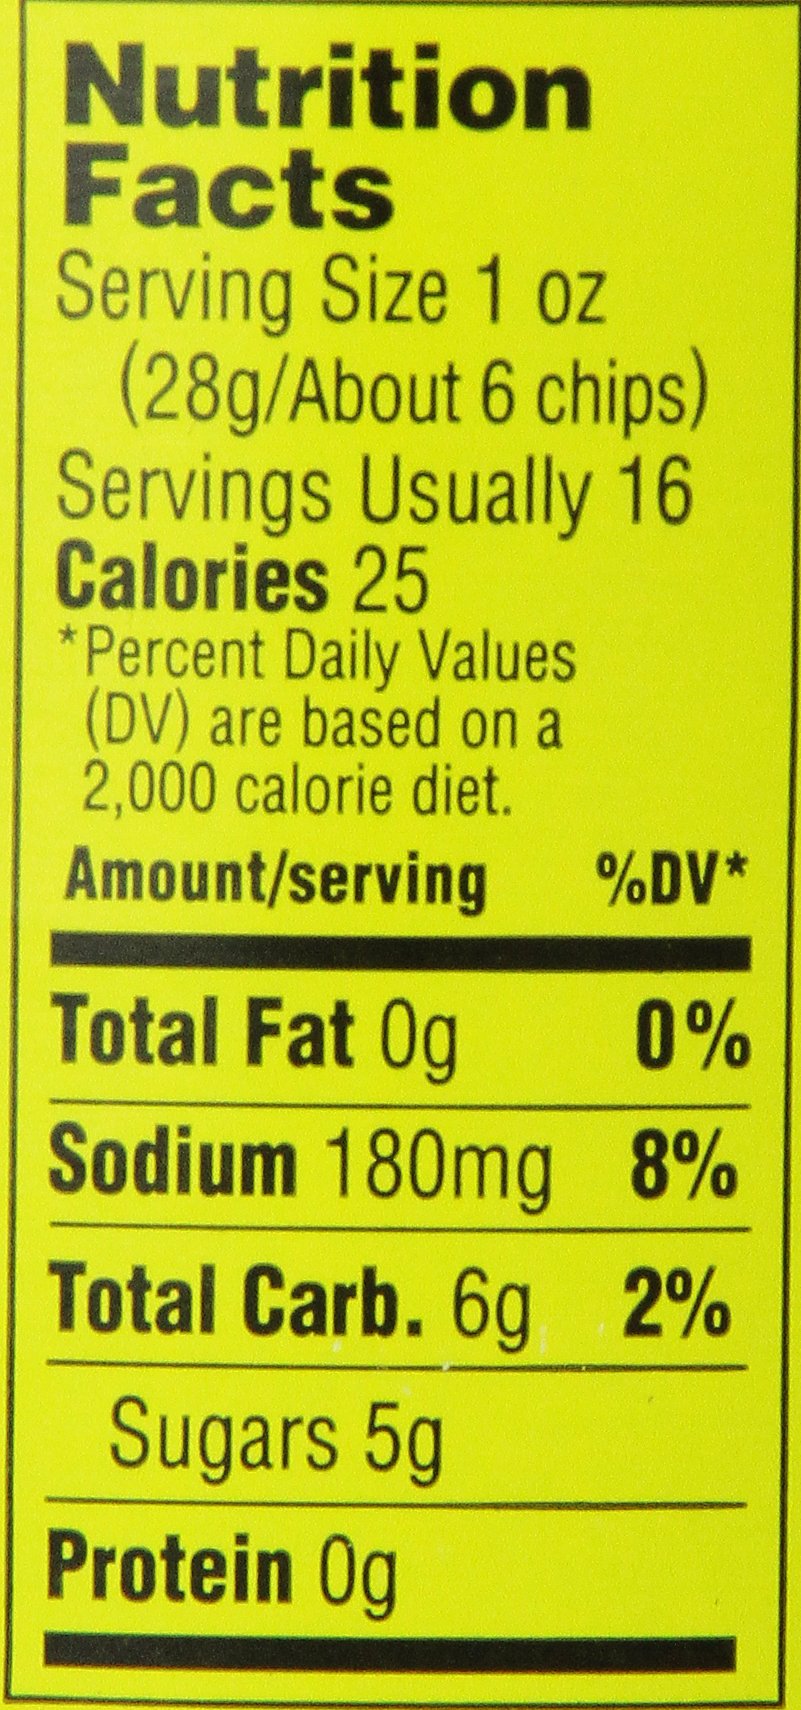 Nutrition
Facts
Serving Size 1 oz
(28g/About 6 chips)
Servings Usually 16
Calories 25
*Percent Daily Values
(DV) are based on a
2,000 calorie diet.
Amount/serving %DV*
Total Fat 0g 0%
Sodium 180mg 8%
Total Carb. 6g 2%
Sugars 5g
Protein 0g